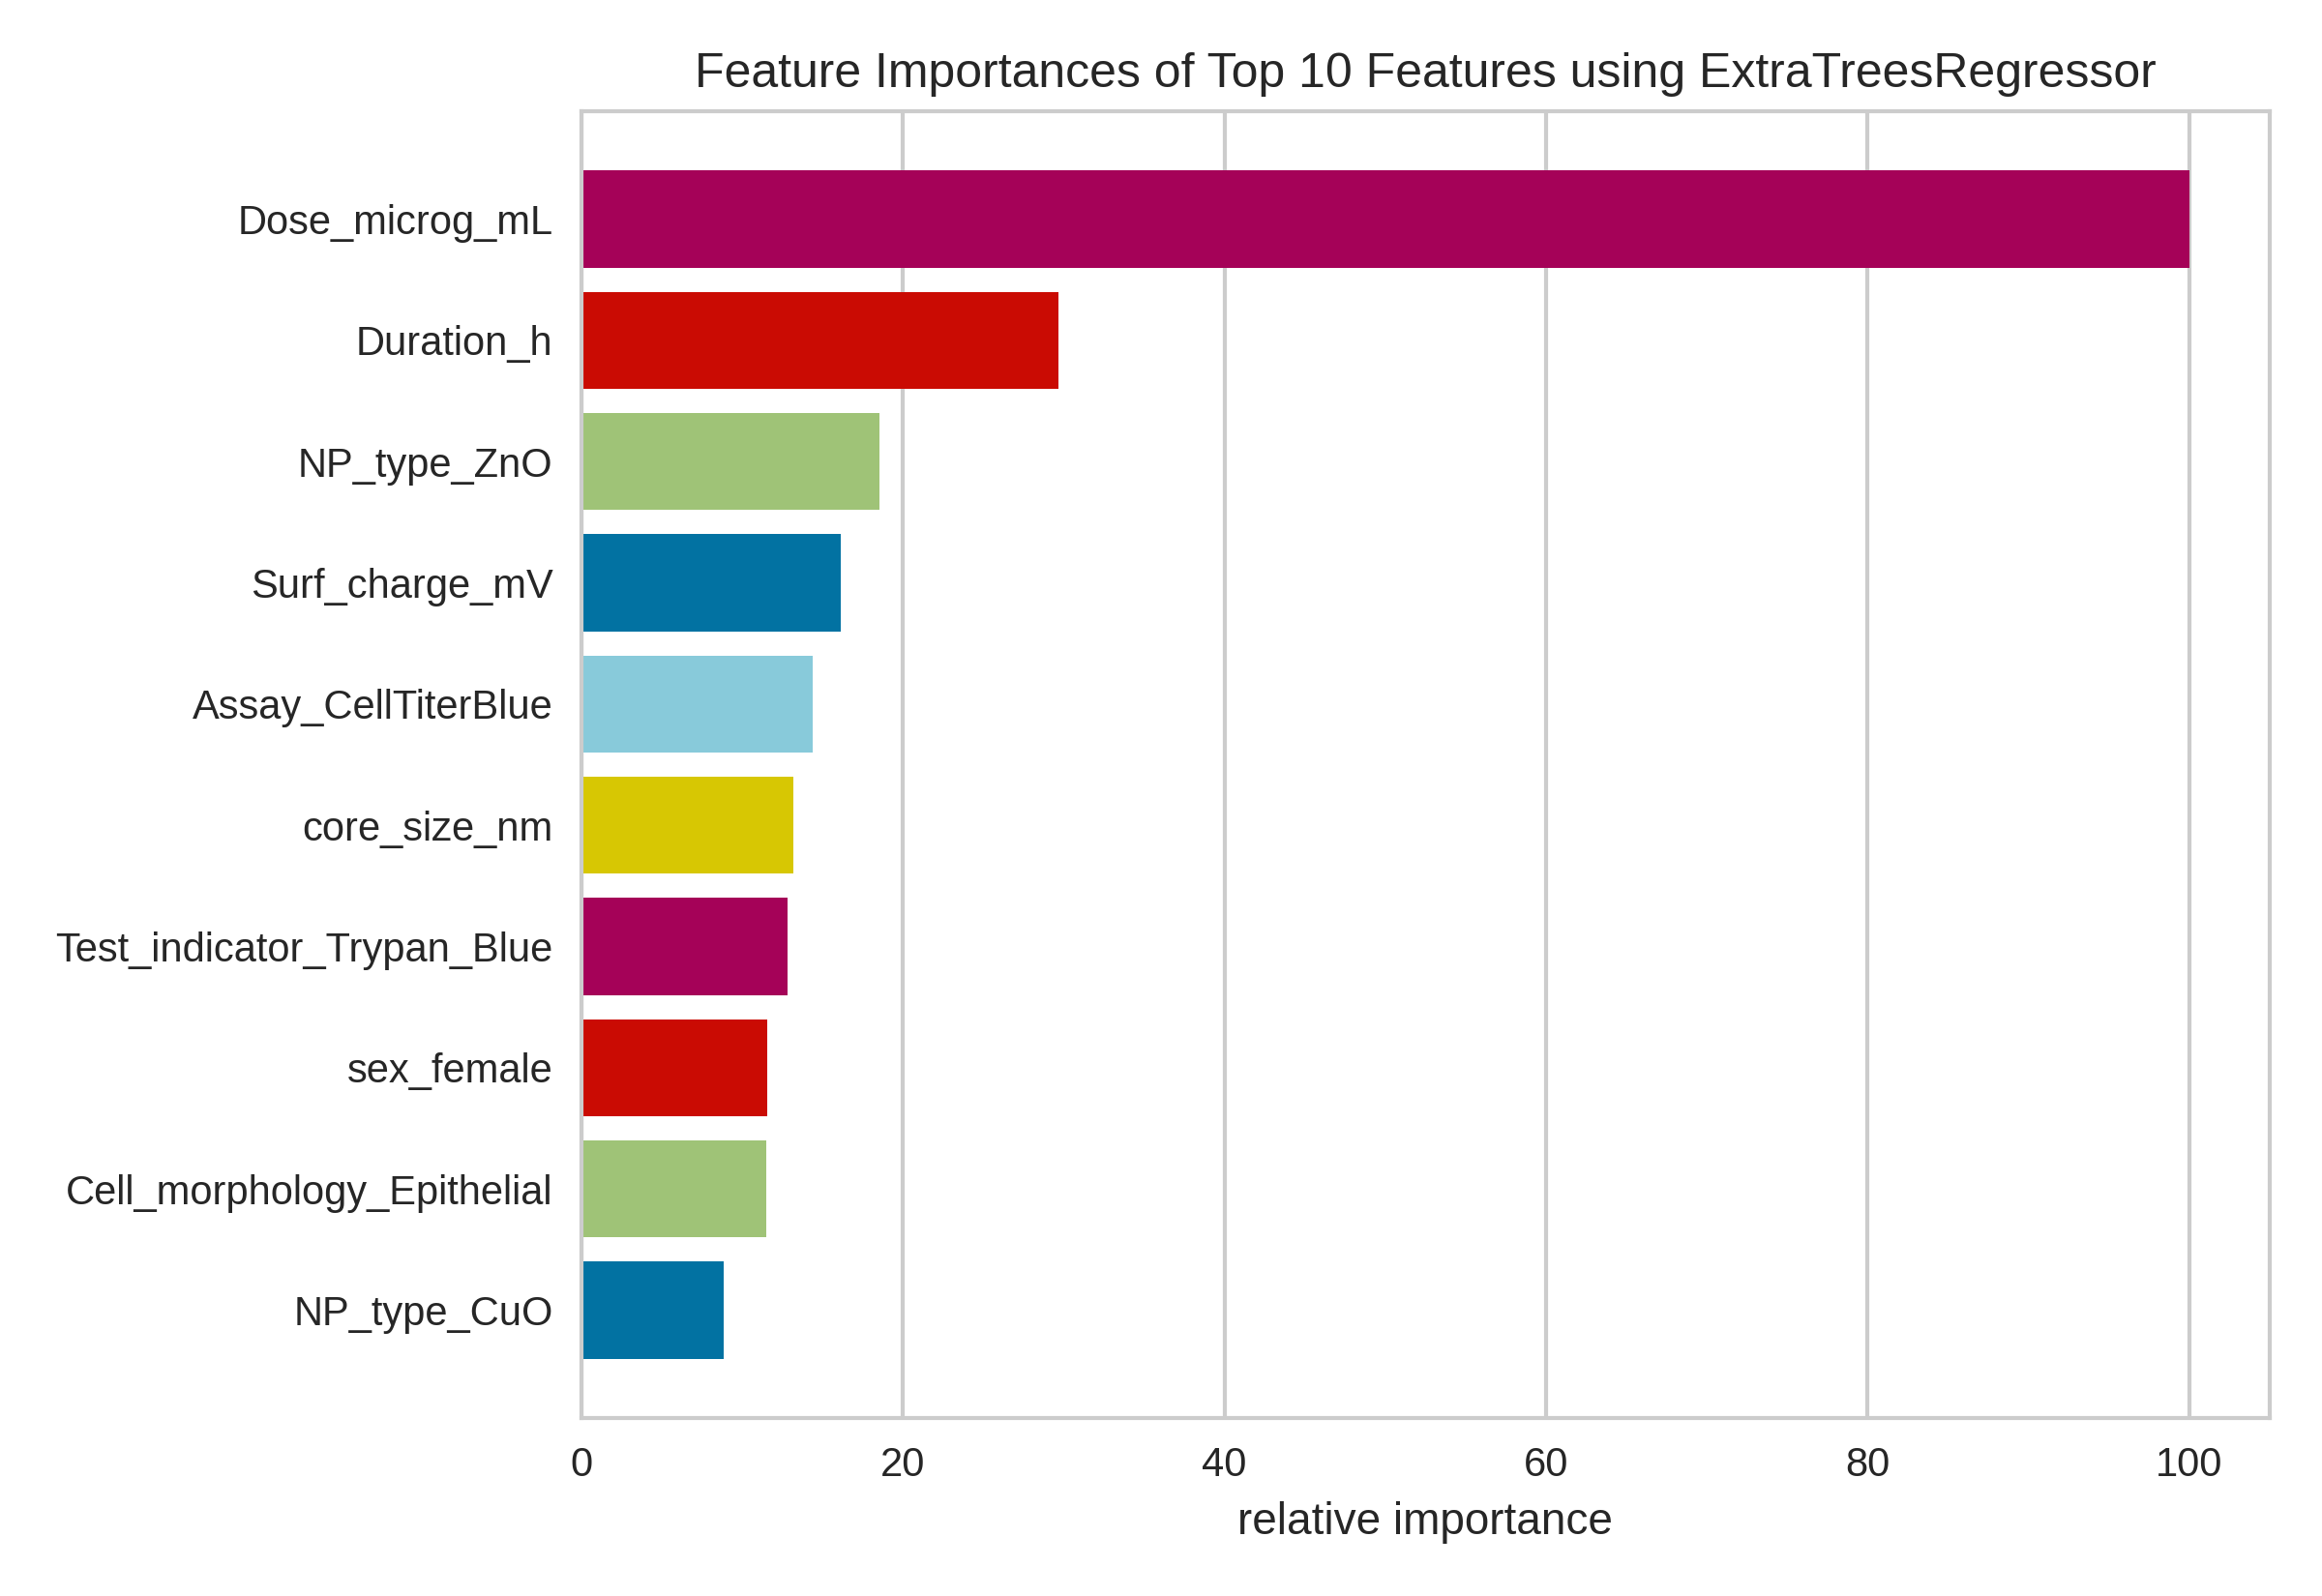 Feature Importances of Top 10 Features using ExtraTreesRegressor
Dose_microg_mL
Duration_h
NP_type_ZnO
Surf_charge_mV
Assay_CellTiterBlue
core_size_nm
Test_indicator_Trypan_Blue
sex_female
Cell_morphology_Epithelial
NP_type_CuO
0 20 40 60 80 100
relative importance